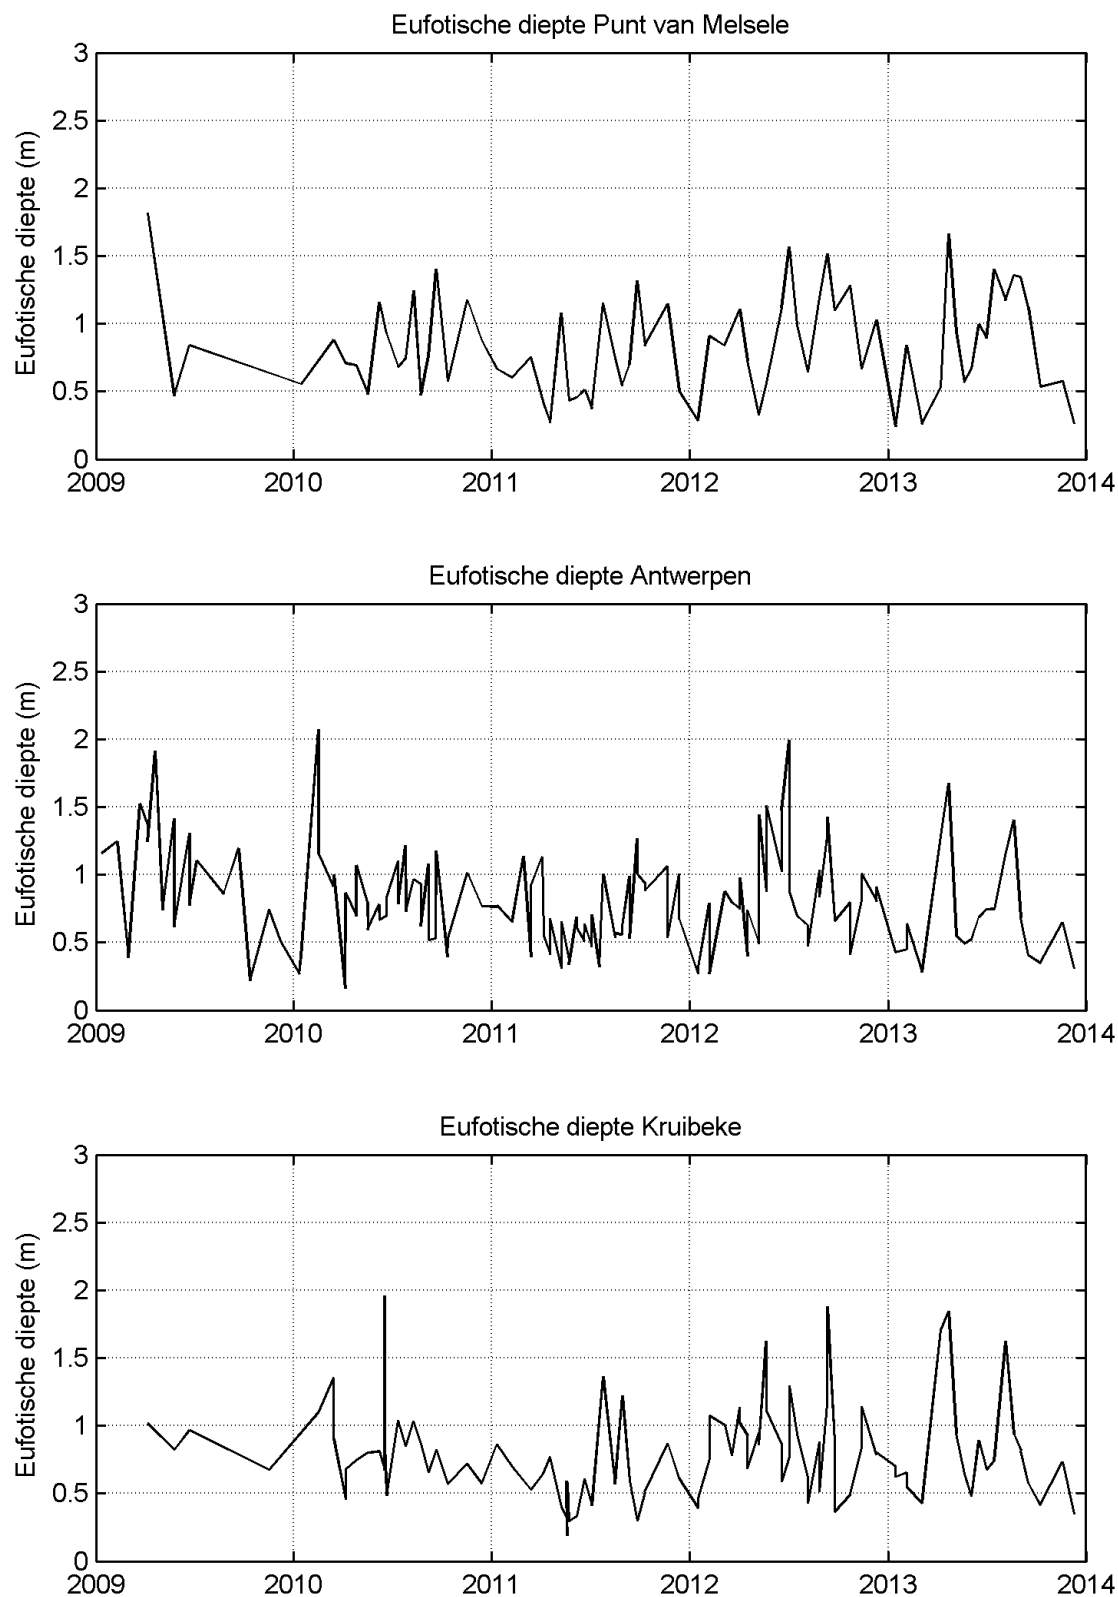 Eufotische diepte Punt van Melsele
3
2.5
2
1.5
1
0.5
0
Eufotische diepte (m)
2009 2010 2011 2012 2013 2014
Eufotische diepte Antwerpen
3
2.5
2
1.5
1
0.5
0
Eufotische diepte (m)
2009 2010 2011 2012 2013 2014
Eufotische diepte Kruibeke
3
2.5
2
1.5
1
0.5
0
Eufotische diepte (m)
2009 2010 2011 2012 2013 2014